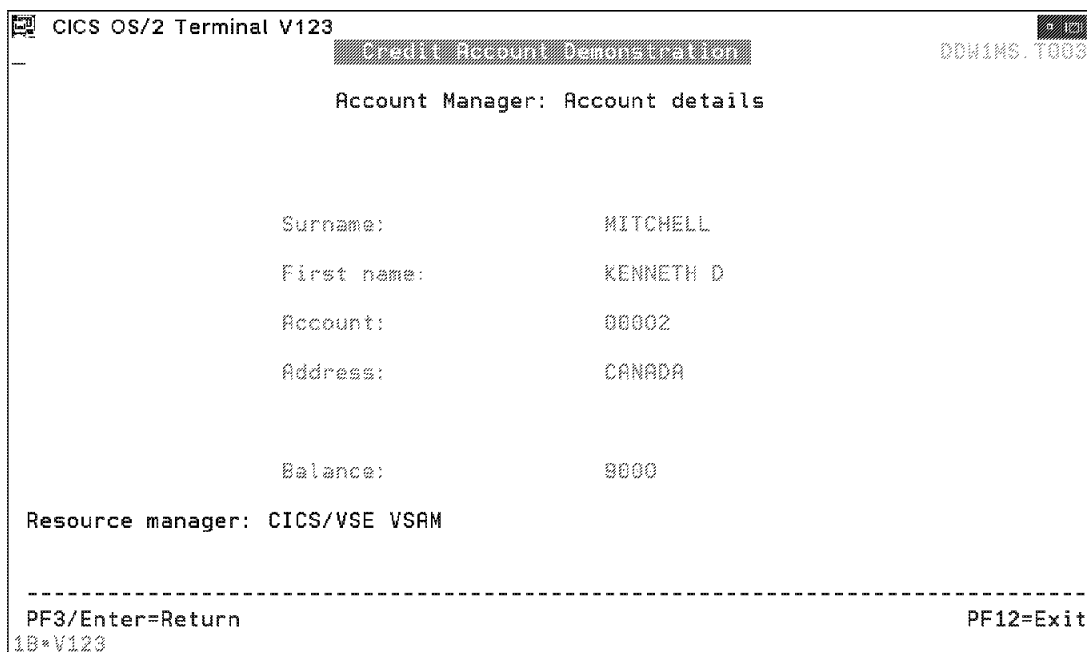 CICS OS/2 Terminal V123
Credit Account Demonstration DDW1MS.T003
Account Manager: Account details
Surname: MITCHELL
First name: KENNETH D
Account: 00002
Address: CANADA
Balance: 9000
Resource manager: CICS/VSE VSAM
PF3/Enter=Return PF12=Exit
1B*V123